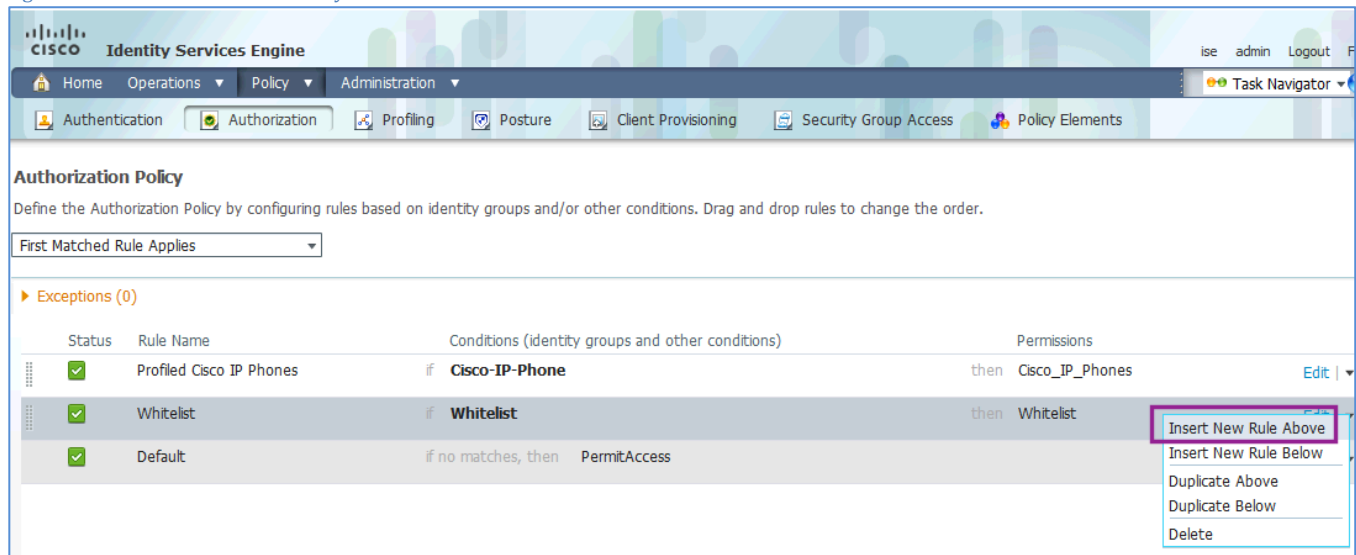 CISCO Identity Services Engine
ise admin Logout F
Home Operations Policy Administration
Task Navigator
Authentication Authorization Profiling Posture Client Provisioning Security Group Access Policy Elements
Authorization Policy
Define the Authorization Policy by configuring rules based on identity groups and/or other conditions. Drag and drop rules to change the order.
First Matched Rule Applies
Exceptions (0)
Status Rule Name Conditions (identity groups and other conditions) Permissions
Profiled Cisco IP Phones if Cisco-IP-Phone then Cisco_IP_Phones Edit |
Whitelist if Whitelist then Whitelist Edit
Default if no matches, then PermitAccess
Insert New Rule Above
Insert New Rule Below
Duplicate Above
Duplicate Below
Delete